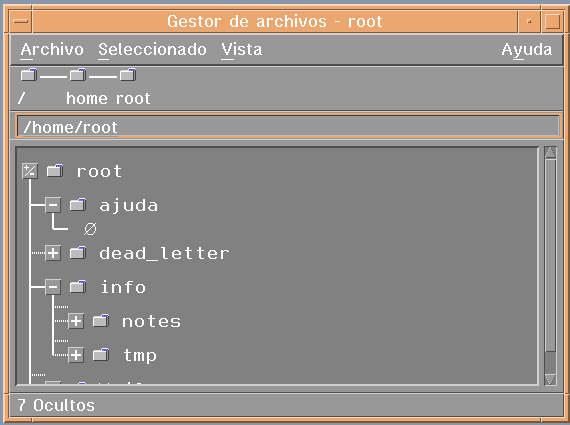 Gestor de archivos - root
Archivo Seleccionado Vista Ayuda
/ home root
/home/root
root
ajuda
∅
dead_letter
info
notes
tmp
7 Ocultos